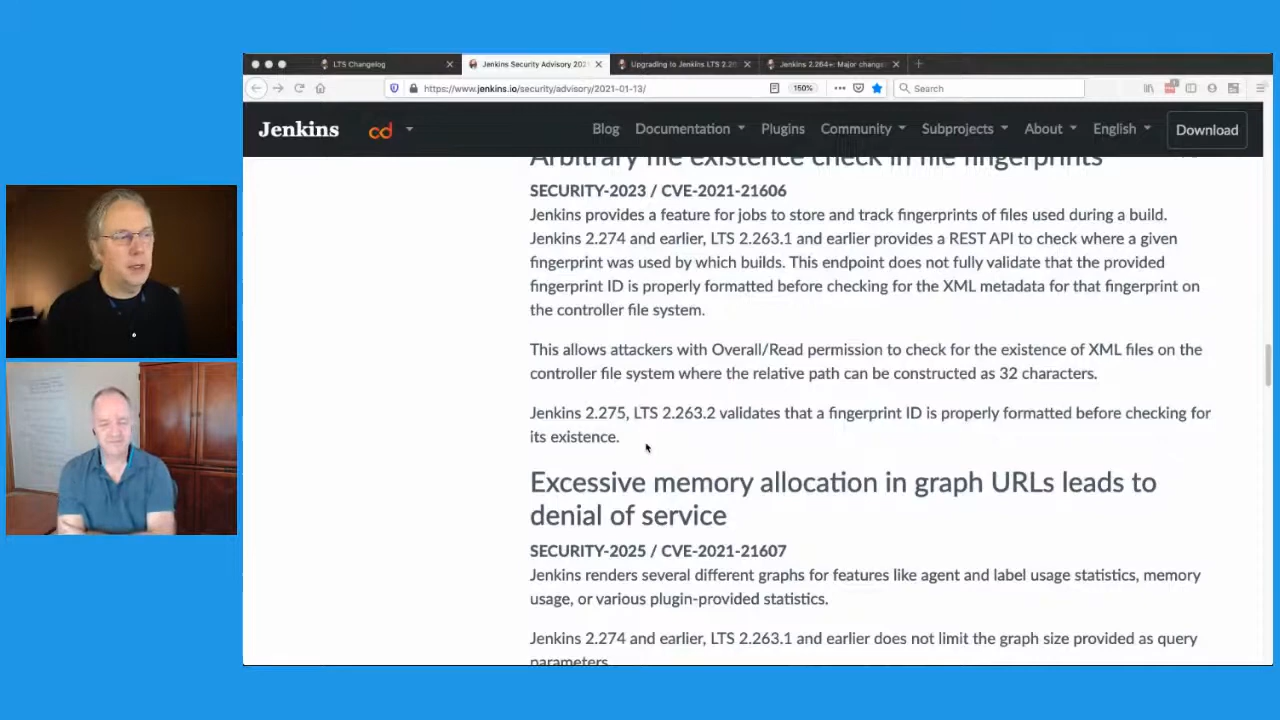 LTS Changelog
Jenkins Security Advisory 202
Upgrading to Jenkins LTS 2.26
Jenkins 2.264+: Major change
https://www.jenkins.io/security/advisory/2021-01-13/
150%
Search
Jenkins
cd
Blog
Documentation
Plugins
Community
Subprojects
About
English
Download
Arbitrary file existence check in file fingerprints
SECURITY-2023 / CVE-2021-21606
Jenkins provides a feature for jobs to store and track fingerprints of files used during a build.
Jenkins 2.274 and earlier, LTS 2.263.1 and earlier provides a REST API to check where a given
fingerprint was used by which builds. This endpoint does not fully validate that the provided
fingerprint ID is properly formatted before checking for the XML metadata for that fingerprint on
the controller file system.
This allows attackers with Overall/Read permission to check for the existence of XML files on the
controller file system where the relative path can be constructed as 32 characters.
Jenkins 2.275, LTS 2.263.2 validates that a fingerprint ID is properly formatted before checking for
its existence.
Excessive memory allocation in graph URLs leads to
denial of service
SECURITY-2025 / CVE-2021-21607
Jenkins renders several different graphs for features like agent and label usage statistics, memory
usage, or various plugin-provided statistics.
Jenkins 2.274 and earlier, LTS 2.263.1 and earlier does not limit the graph size provided as query
parameters.